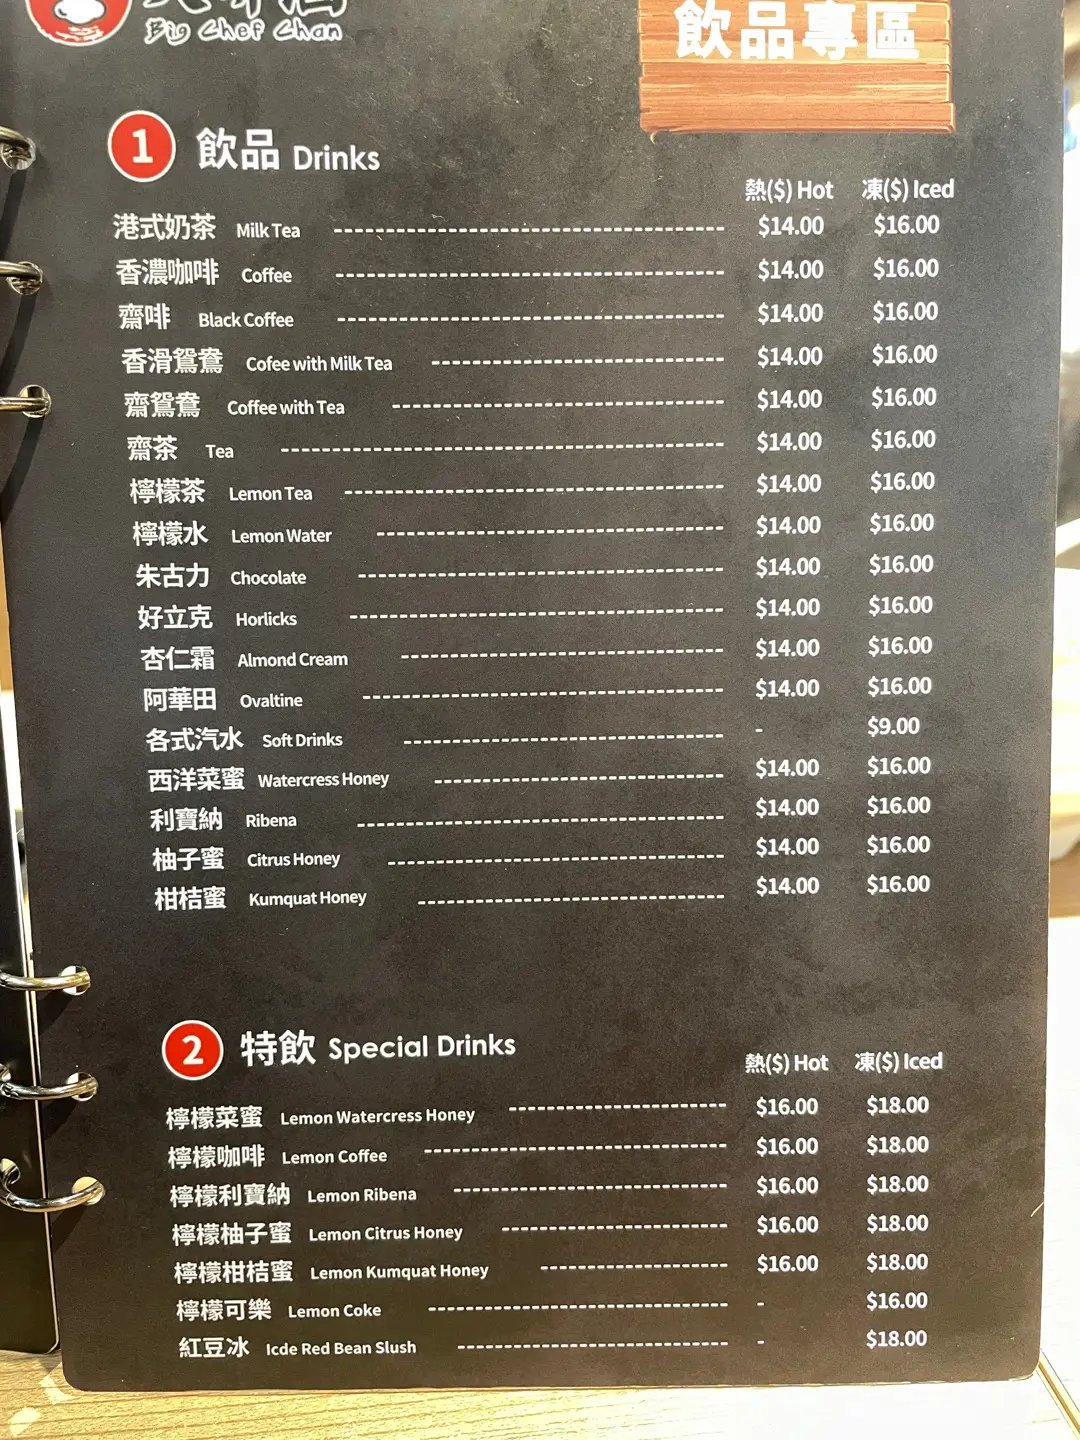 Big Chef Chan
飲品專區
1 飲品 Drinks
熱($) Hot 凍($) Iced
港式奶茶 Milk Tea $14.00 $16.00
香濃咖啡 Coffee $14.00 $16.00
齋啡 Black Coffee $14.00 $16.00
香滑鴛鴦 Cofee with Milk Tea $14.00 $16.00
齋鴛鴦 Coffee with Tea $14.00 $16.00
齋茶 Tea $14.00 $16.00
檸檬茶 Lemon Tea $14.00 $16.00
檸檬水 Lemon Water $14.00 $16.00
朱古力 Chocolate $14.00 $16.00
好立克 Horlicks $14.00 $16.00
杏仁霜 Almond Cream $14.00 $16.00
阿華田 Ovaltine $14.00 $16.00
各式汽水 Soft Drinks - $9.00
西洋菜蜜 Watercress Honey $14.00 $16.00
利賓納 Ribena $14.00 $16.00
柚子蜜 Citrus Honey $14.00 $16.00
柑桔蜜 Kumquat Honey $14.00 $16.00
2 特飲 Special Drinks
熱($) Hot 凍($) Iced
檸檬菜蜜 Lemon Watercress Honey $16.00 $18.00
檸檬咖啡 Lemon Coffee $16.00 $18.00
檸檬利賓納 Lemon Ribena $16.00 $18.00
檸檬柚子蜜 Lemon Citrus Honey $16.00 $18.00
檸檬柑桔蜜 Lemon Kumquat Honey $16.00 $18.00
檸檬可樂 Lemon Coke - $16.00
紅豆冰 Icde Red Bean Slush - $18.00